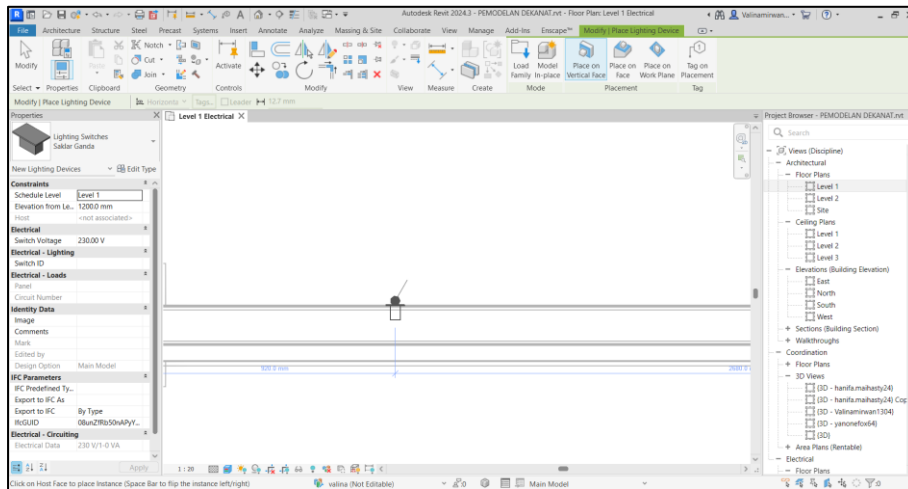 Autodesk Revit 2024.3 - PEMODELAN DEKANAT - Floor Plan: Level 1 Electrical
Valinamirwan...
File Architecture Structure Steel Precast Systems Insert Annotate Analyze Massing & Site Collaborate View Manage Add-Ins Enscape™ Modify | Place Lighting Device
Modify
Paste
Notch
Cut
Join
Activate
Load Family
Model In-place
Place on Vertical Face
Place on Face
Place on Work Plane
Tag on Placement
Select Properties Clipboard Geometry Controls Modify View Measure Create Mode Placement Tag
Modify | Place Lighting Device Horizonta Tags... Leader 12.7 mm
Properties X
Level 1 Electrical X
Lighting Switches
Saklar Ganda
New Lighting Devices Edit Type
Constraints
Schedule Level Level 1
Elevation from Le... 1200.0 mm
Host <not associated>
Electrical
Switch Voltage 230.00 V
Electrical - Lighting
Switch ID
Electrical - Loads
Panel
Circuit Number
Identity Data
Image
Comments
Mark
Edited by
Design Option Main Model
IFC Parameters
IFC Predefined Ty...
Export to IFC As
Export to IFC By Type
IfcGUID 08unZfRb50nAPyY...
Electrical - Circuiting
Electrical Data 230 V/1-0 VA
Apply
1 : 20
Click on Host Face to place Instance (Space Bar to flip the instance left/right)
valina (Not Editable)
:0
Main Model
:0
Project Browser - PEMODELAN DEKANAT.rvt
Search
Views (Discipline)
Architectural
Floor Plans
Level 1
Level 2
Site
Ceiling Plans
Level 1
Level 2
Level 3
Elevations (Building Elevation)
East
North
South
West
Sections (Building Section)
Walkthroughs
Coordination
Floor Plans
3D Views
{3D - hanifa.maihasty24}
{3D - hanifa.maihasty24} Cop
{3D - Valinamirwan1304}
{3D - yanonefox64}
{3D}
Area Plans (Rentable)
Electrical
Floor Plans